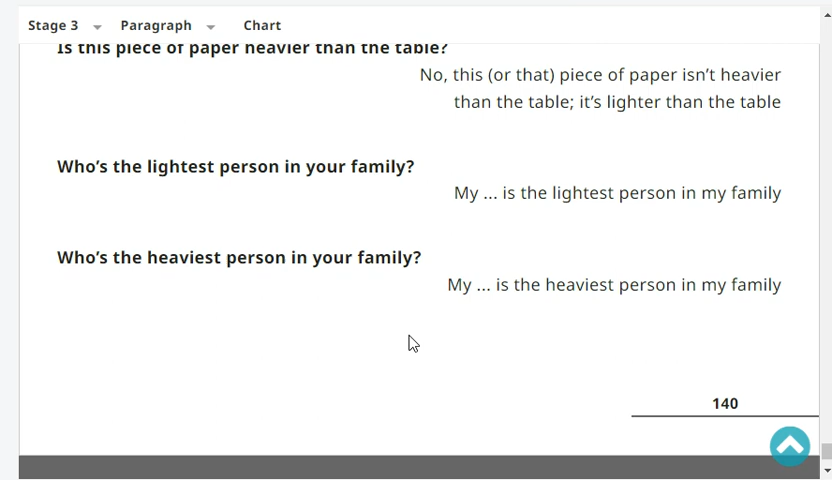 Stage 3 Paragraph Chart
Is this piece of paper heavier than the table?
No, this (or that) piece of paper isn't heavier
than the table; it's lighter than the table
Who's the lightest person in your family?
My ... is the lightest person in my family
Who's the heaviest person in your family?
My ... is the heaviest person in my family
140